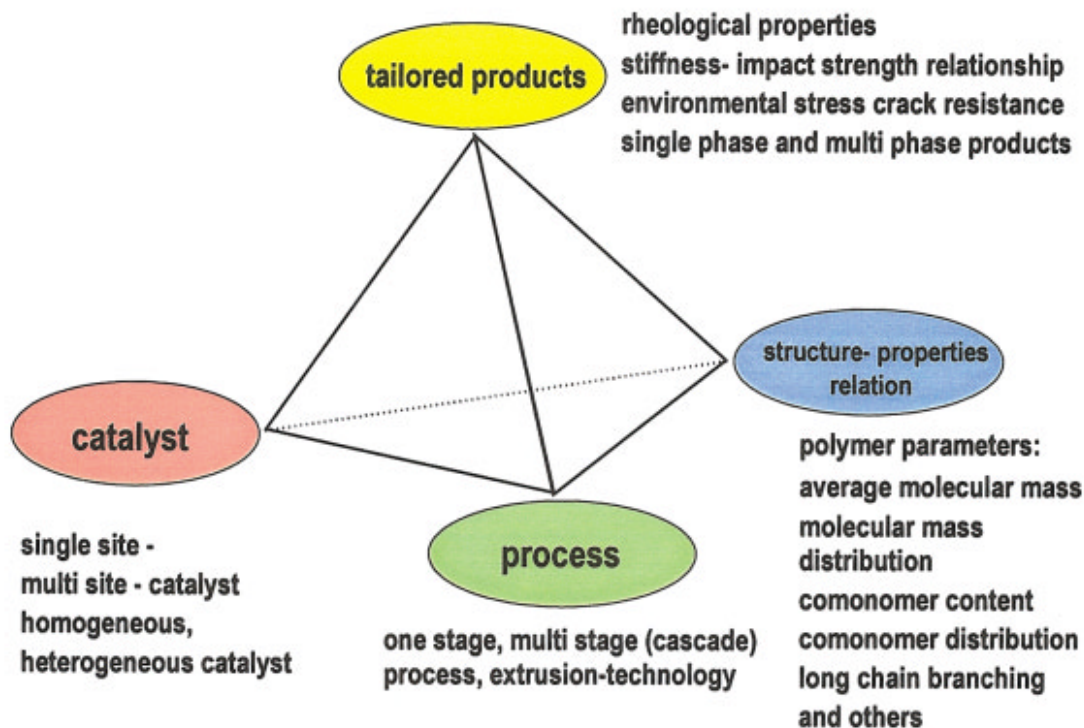 tailored products
rheological properties
stiffness- impact strength relationship
environmental stress crack resistance
single phase and multi phase products
structure- properties
relation
catalyst
polymer parameters:
average molecular mass
molecular mass
distribution
comonomer content
comonomer distribution
long chain branching
and others
process
single site -
multi site - catalyst
homogeneous,
heterogeneous catalyst
one stage, multi stage (cascade)
process, extrusion-technology